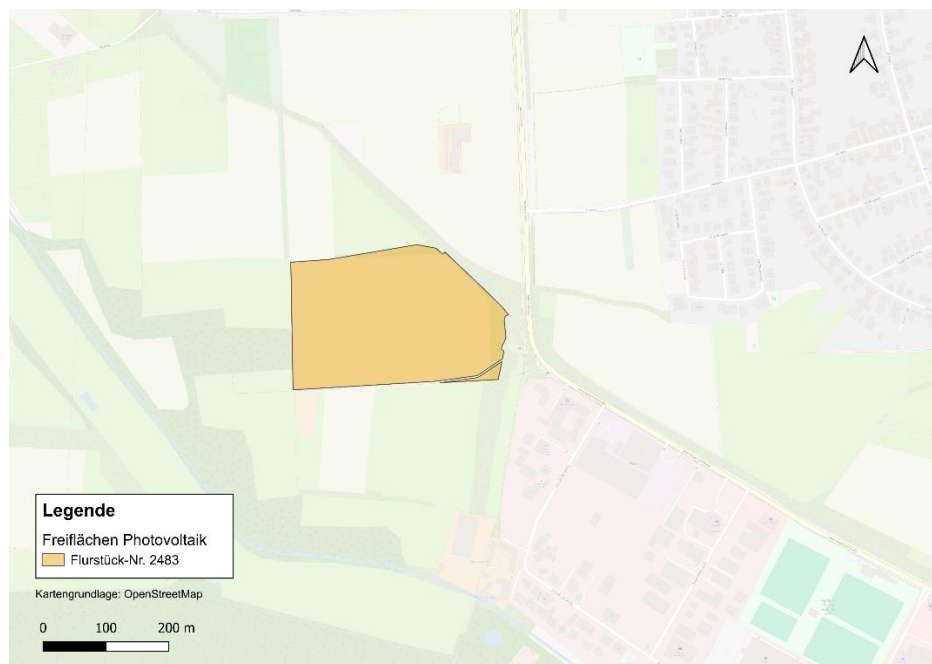 Legende
Freiflächen Photovoltaik
Flurstück-Nr. 2483
Kartengrundlage: OpenStreetMap
0 100 200 m